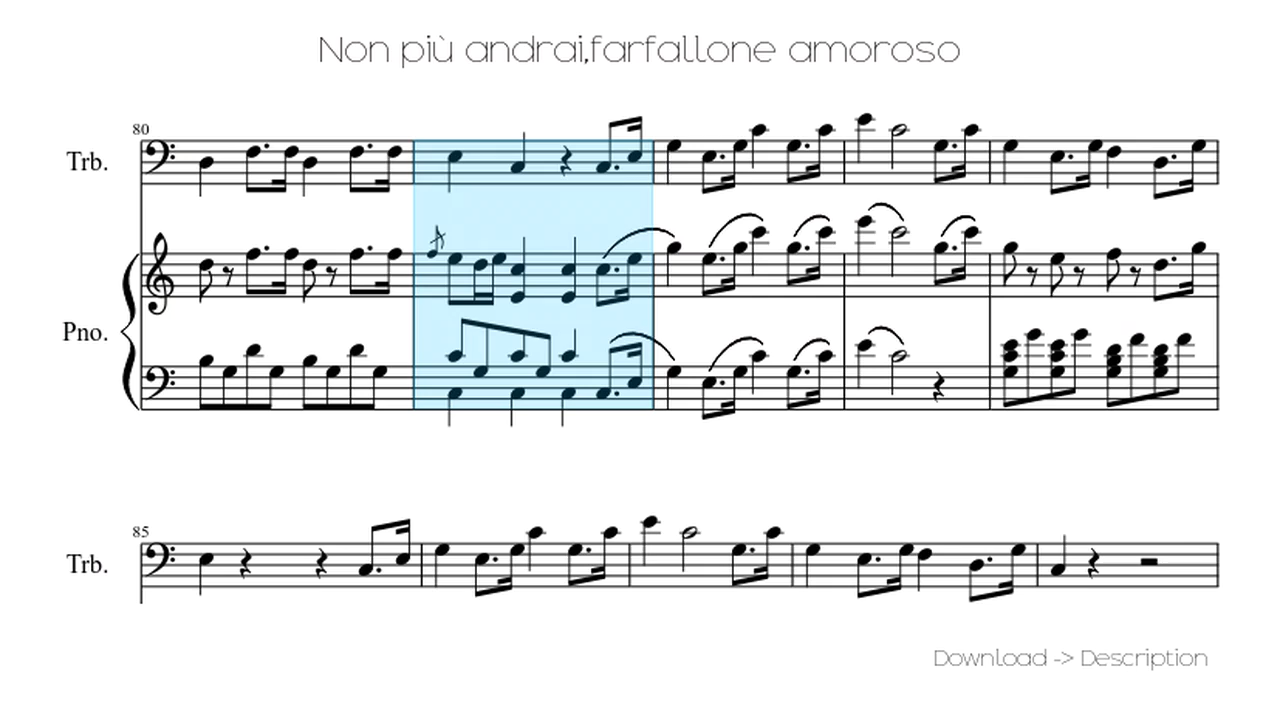 Non più andrai,farfallone amoroso
80
Trb.
Pno.
85
Trb.
Download -> Description